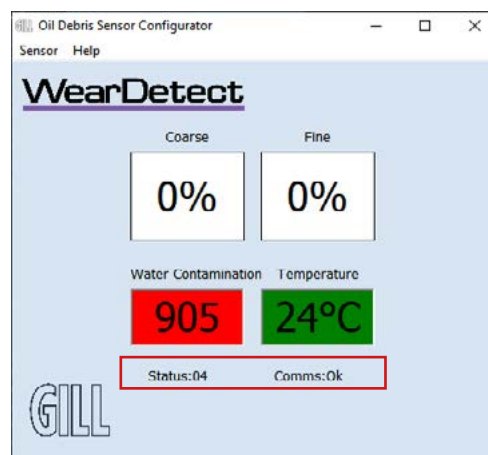 Oil Debris Sensor Configurator
Sensor Help
WearDetect
Coarse Fine
0% 0%
Water Contamination Temperature
905 24ºC
Status:04 Comms:Ok
GILL